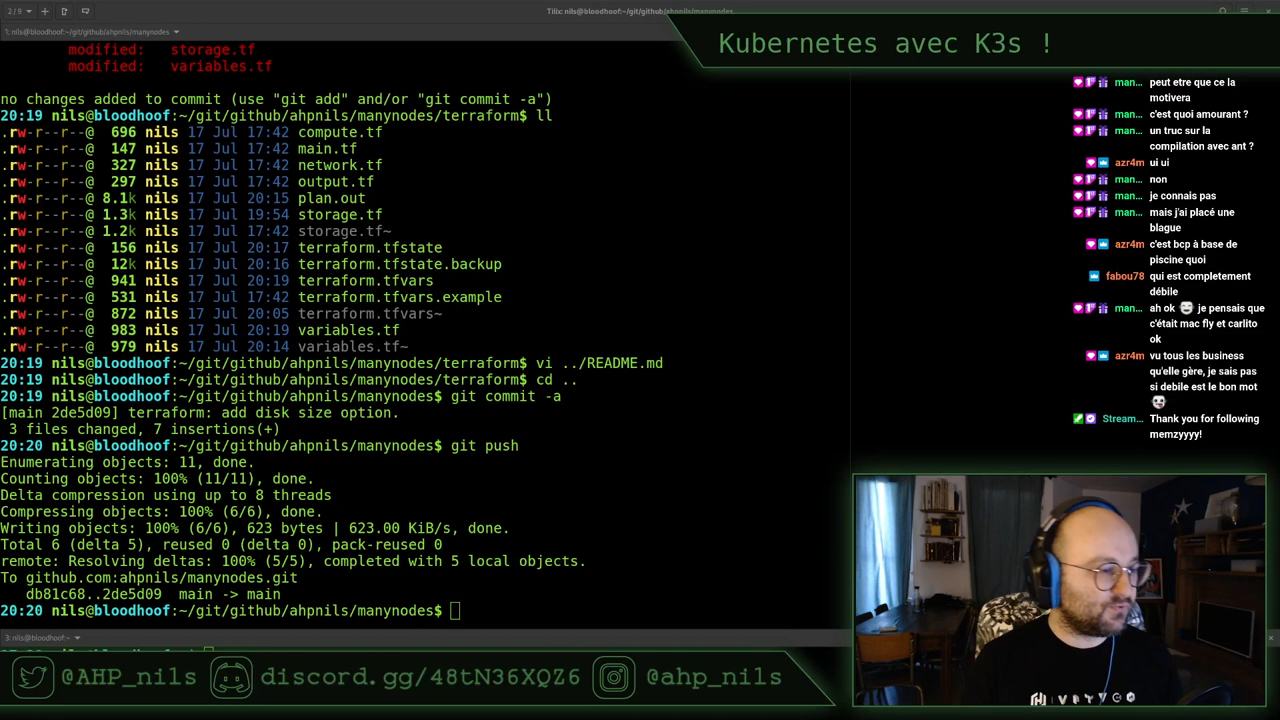 2 / 9
Tilix: nils@bloodhoof:~/git/github/ahpnils/manynodes
1: nils@bloodhoof:~/git/github/ahpnils/manynodes
Kubernetes avec K3s !
modified:   storage.tf
modified:   variables.tf
no changes added to commit (use "git add" and/or "git commit -a")
20:19 nils@bloodhoof:~/git/github/ahpnils/manynodes/terraform$ ll
.rw-r--r--@  696 nils 17 Jul 17:42 compute.tf
.rw-r--r--@  147 nils 17 Jul 17:42 main.tf
.rw-r--r--@  327 nils 17 Jul 17:42 network.tf
.rw-r--r--@  297 nils 17 Jul 17:42 output.tf
.rw-r--r--@ 8.1k nils 17 Jul 20:15 plan.out
.rw-r--r--@ 1.3k nils 17 Jul 19:54 storage.tf
.rw-r--r--@ 1.2k nils 17 Jul 17:42 storage.tf~
.rw-r--r--@  156 nils 17 Jul 20:17 terraform.tfstate
.rw-r--r--@  12k nils 17 Jul 20:16 terraform.tfstate.backup
.rw-r--r--@  941 nils 17 Jul 20:19 terraform.tfvars
.rw-r--r--@  531 nils 17 Jul 17:42 terraform.tfvars.example
.rw-r--r--@  872 nils 17 Jul 20:05 terraform.tfvars~
.rw-r--r--@  983 nils 17 Jul 20:19 variables.tf
.rw-r--r--@  979 nils 17 Jul 20:14 variables.tf~
20:19 nils@bloodhoof:~/git/github/ahpnils/manynodes/terraform$ vi ../README.md
20:19 nils@bloodhoof:~/git/github/ahpnils/manynodes/terraform$ cd ..
20:19 nils@bloodhoof:~/git/github/ahpnils/manynodes$ git commit -a
[main 2de5d09] terraform: add disk size option.
3 files changed, 7 insertions(+)
20:20 nils@bloodhoof:~/git/github/ahpnils/manynodes$ git push
Enumerating objects: 11, done.
Counting objects: 100% (11/11), done.
Delta compression using up to 8 threads
Compressing objects: 100% (6/6), done.
Writing objects: 100% (6/6), 623 bytes | 623.00 KiB/s, done.
Total 6 (delta 5), reused 0 (delta 0), pack-reused 0
remote: Resolving deltas: 100% (5/5), completed with 5 local objects.
To github.com:ahpnils/manynodes.git
db81c68..2de5d09  main -> main
20:20 nils@bloodhoof:~/git/github/ahpnils/manynodes$
3: nils@bloodhoof:~
man... peut etre que ce la
motivera
man... c'est quoi amourant ?
man... un truc sur la
compilation avec ant ?
azr4m ui ui
man... non
man... je connais pas
man... mais j'ai placé une
blague
azr4m c'est bcp à base de
piscine quoi
fabou78 qui est completement
débile
man... ah ok je pensais que
c'était mac fly et carlito
ok
azr4m vu tous les business
qu'elle gère, je sais pas
si debile est le bon mot
Stream... Thank you for following
memzyyyy!
@AHP_nils
discord.gg/48tN36XQZ6
@ahp_nils